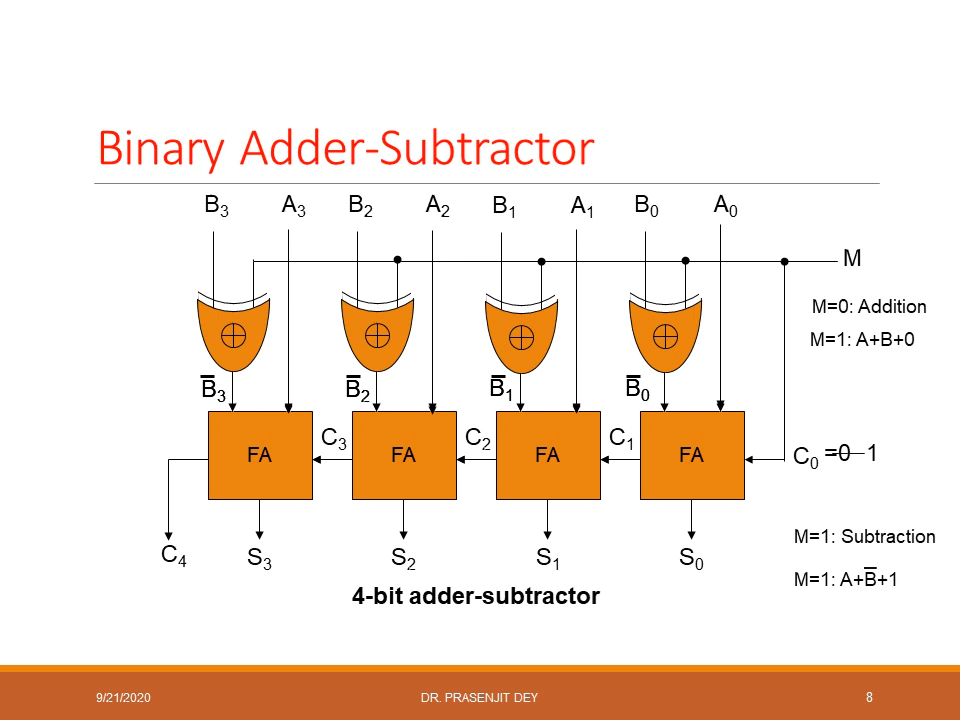 Binary Adder-Subtractor
B3 A3 B2 A2 B1 A1 B0 A0
M
M=0: Addition
M=1: A+B+0
B̅3 B̅2 B̅1 B̅0
FA C3 FA C2 FA C1 FA C0 =0 1
C4 S3 S2 S1 S0
M=1: Subtraction
M=1: A+B̅+1
4-bit adder-subtractor
9/21/2020 DR. PRASENJIT DEY 8